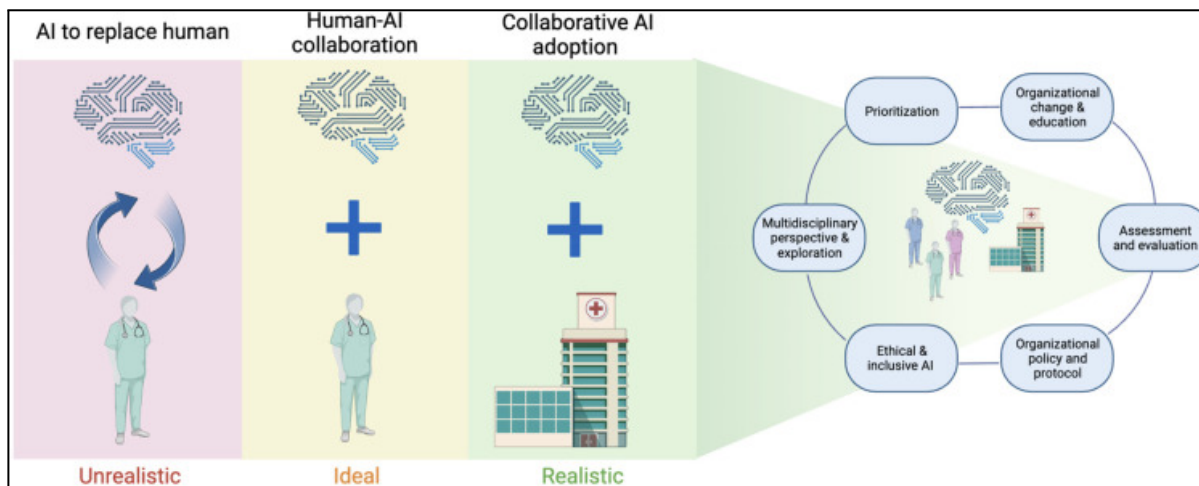 AI to replace human
Human-AI
collaboration
Collaborative AI
adoption
Unrealistic
Ideal
Realistic
Prioritization
Organizational
change &
education
Multidisciplinary
perspective &
exploration
Assessment
and evaluation
Ethical &
inclusive AI
Organizational
policy and
protocol